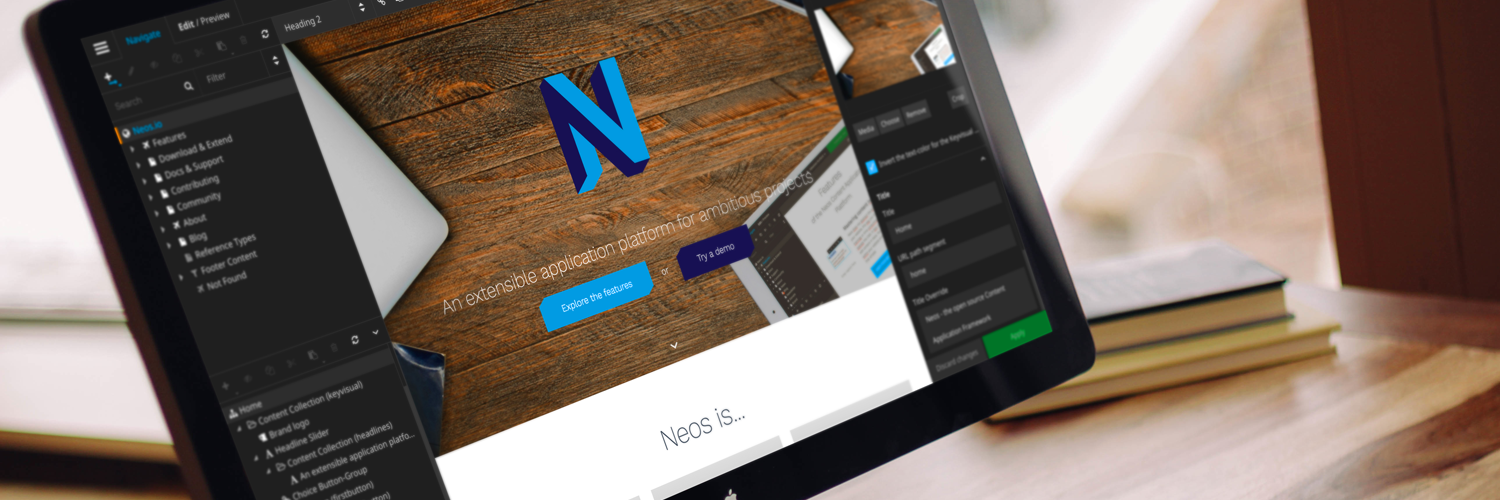 Navigate
Edit / Preview
Heading 2
Search
Filter
Neos.io
Features
Download & Extend
Docs & Support
Contributing
Community
About
Blog
Reference Types
Footer Content
Not Found
Home
Content Collection (keyvisual)
Brand logo
Headline Slider
Content Collection (headlines)
An extensible application platfo...
Choice Button-Group
(firstbutton)
N
An extensible application platform for ambitious projects
Explore the features
or
Try a demo
Neos is...
Features
Media
Choose
Remove
Crop
Invert the text-color for the Keyvisual
Title
Title
Home
URL path segment
home
Title Override
Neos - the open source Content
Application Framework
Discard changes
Apply